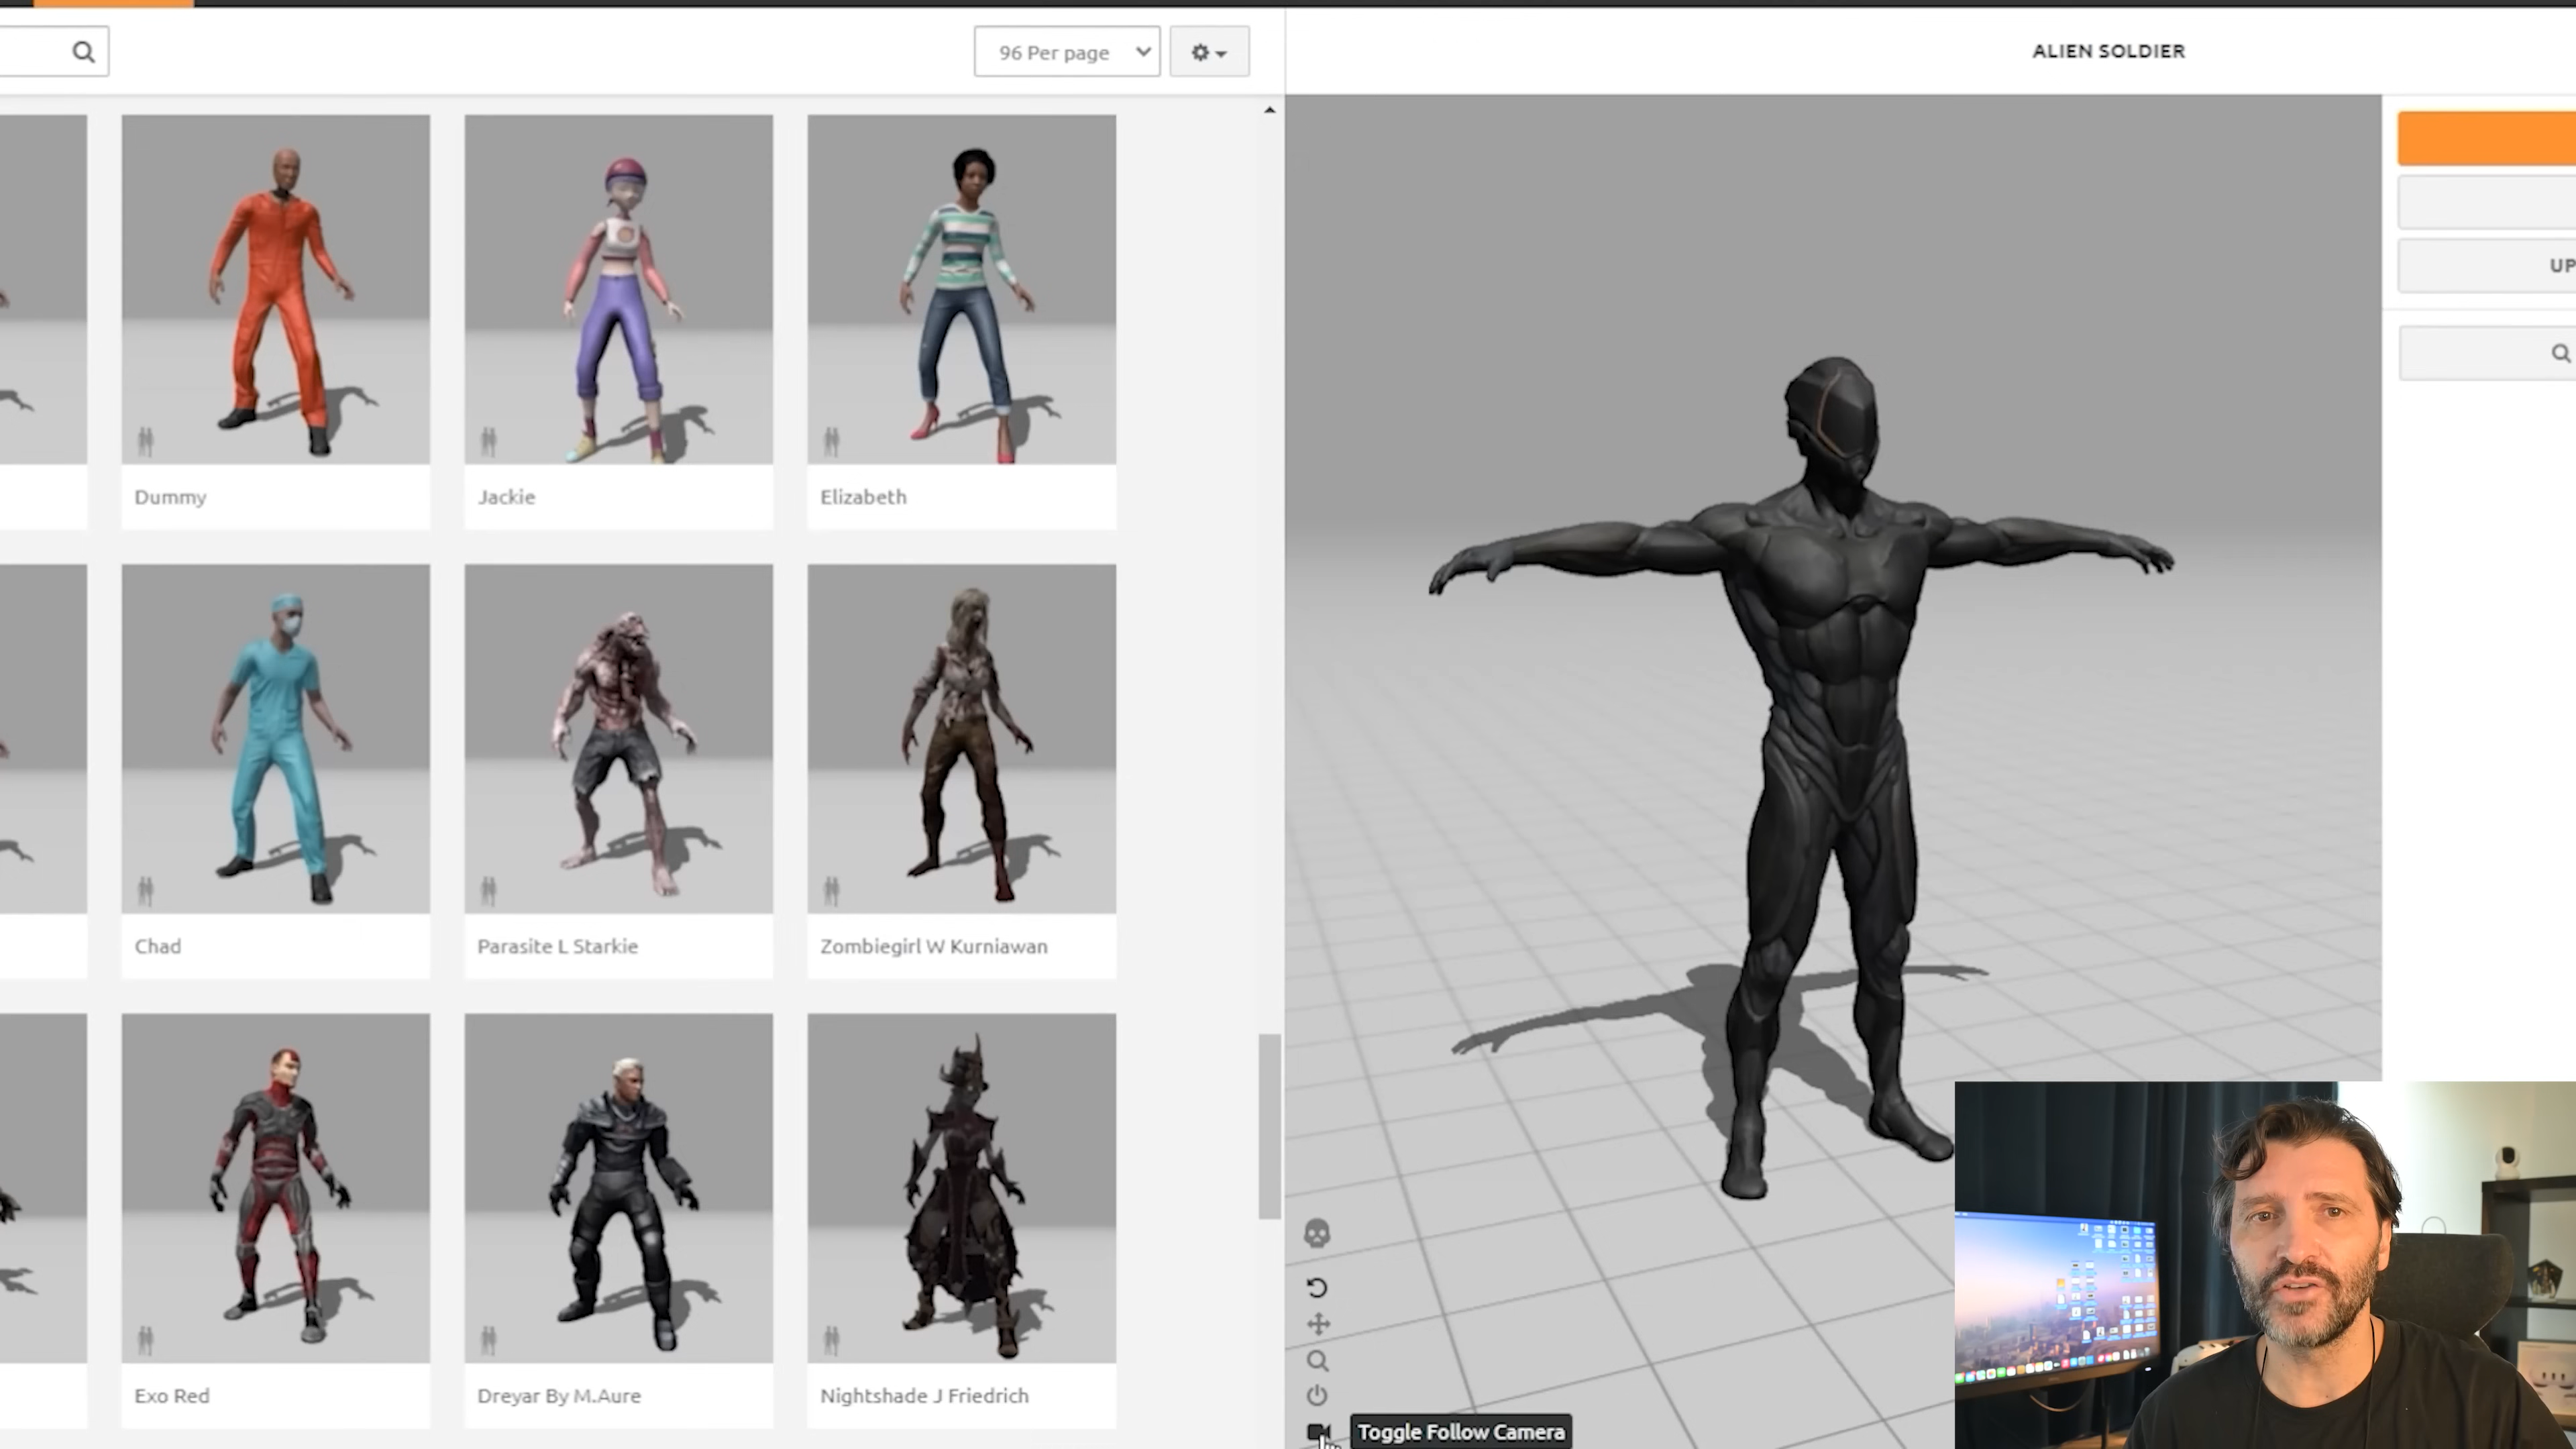 96 Per page
ALIEN SOLDIER
UP
Dummy
Jackie
Elizabeth
Chad
Parasite L Starkie
Zombiegirl W Kurniawan
Exo Red
Dreyar By M.Aure
Nightshade J Friedrich
Toggle Follow Camera